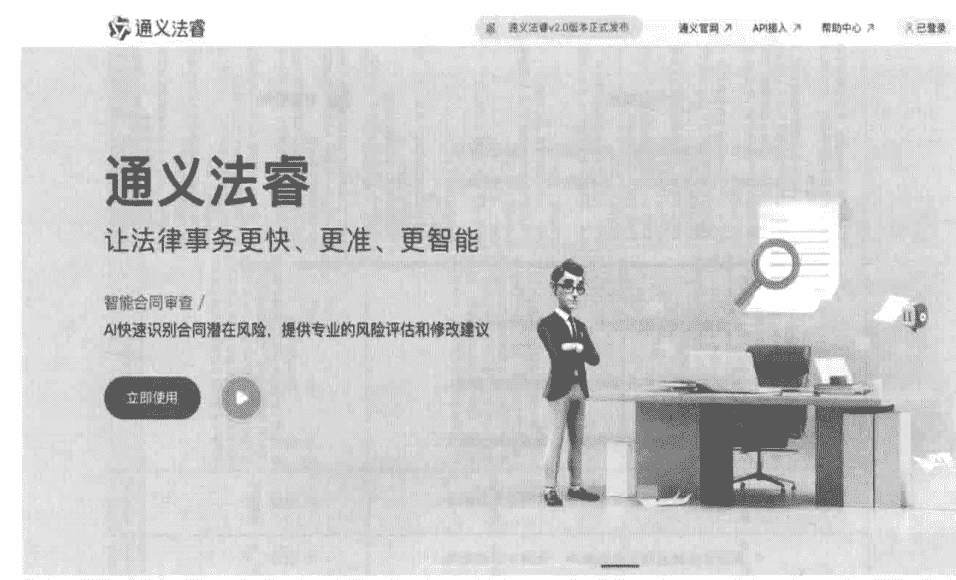 通义法睿
通义法睿v2.0版本正式发布
通义官网 ↗
API接入 ↗
帮助中心 ↗
已登录
通义法睿
让法律事务更快、更准、更智能
智能合同审查 /
AI快速识别合同潜在风险，提供专业的风险评估和修改建议
立即使用